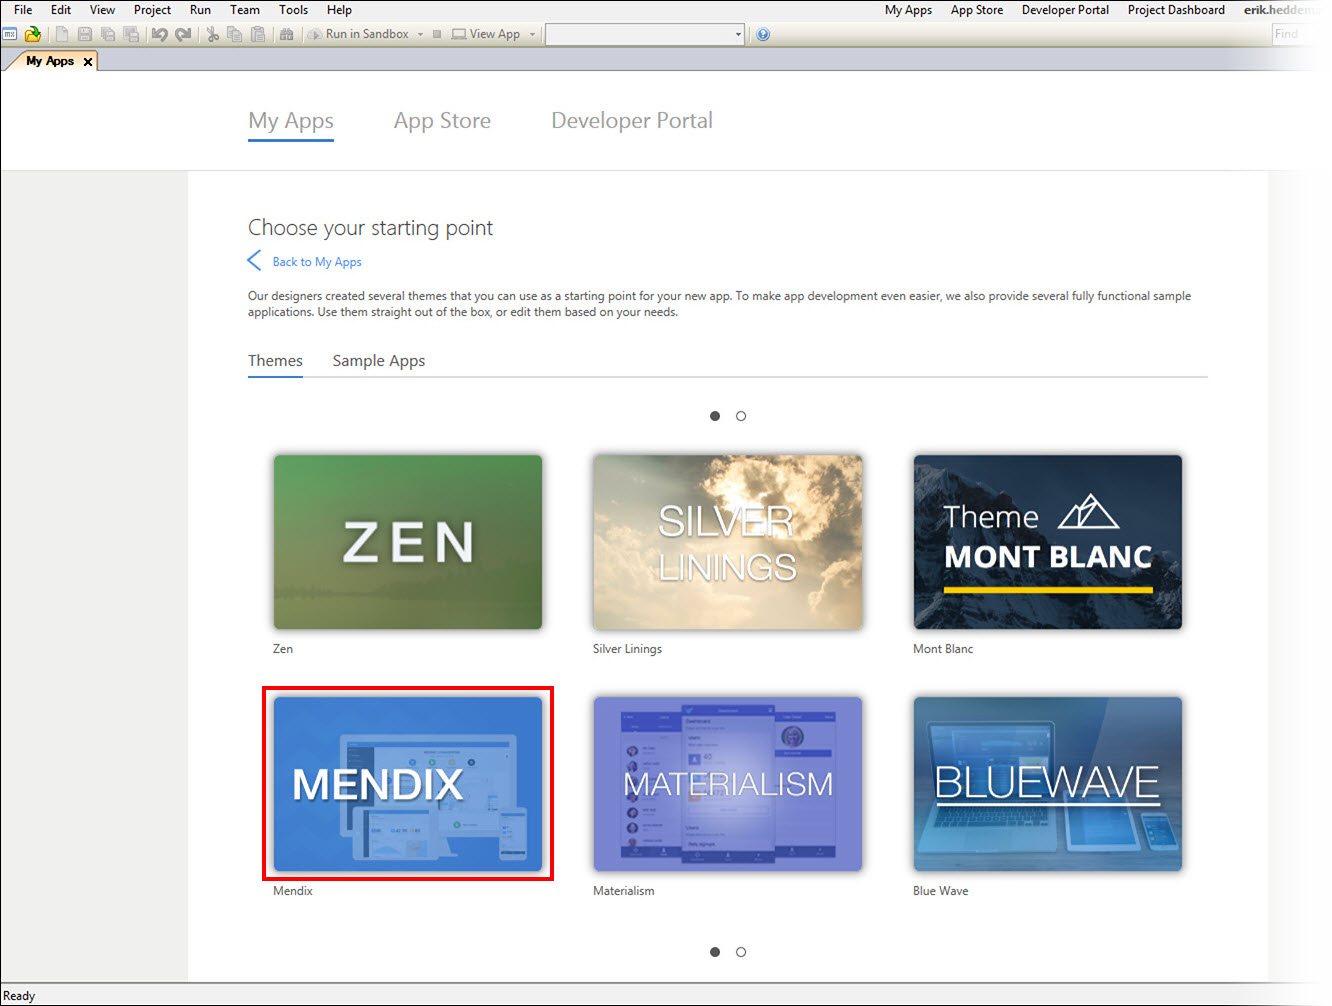 File Edit View Project Run Team Tools Help My Apps App Store Developer Portal Project Dashboard
Run in Sandbox View App Find
My Apps
My Apps App Store Developer Portal
Choose your starting point
Back to My Apps
Our designers created several themes that you can use as a starting point for your new app. To make app development even easier, we also provide several fully functional sample
applications. Use them straight out of the box, or edit them based on your needs.
Themes Sample Apps
ZEN
SILVER
LININGS
Theme
MONT BLANC
Zen Silver Linings Mont Blanc
MENDIX
MATERIALISM
BLUEWAVE
Mendix Materialism Blue Wave
Ready